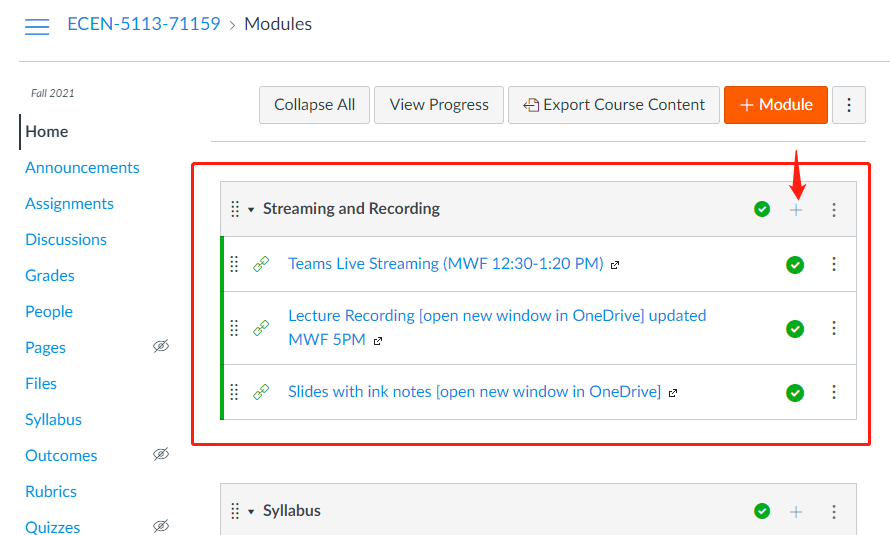 ECEN-5113-71159 > Modules
Fall 2021
Collapse All
View Progress
Export Course Content
+ Module
Home
Announcements
Assignments
Discussions
Grades
People
Pages
Files
Syllabus
Outcomes
Rubrics
Quizzes
Streaming and Recording
Teams Live Streaming (MWF 12:30-1:20 PM)
Lecture Recording [open new window in OneDrive] updated
MWF 5PM
Slides with ink notes [open new window in OneDrive]
Syllabus